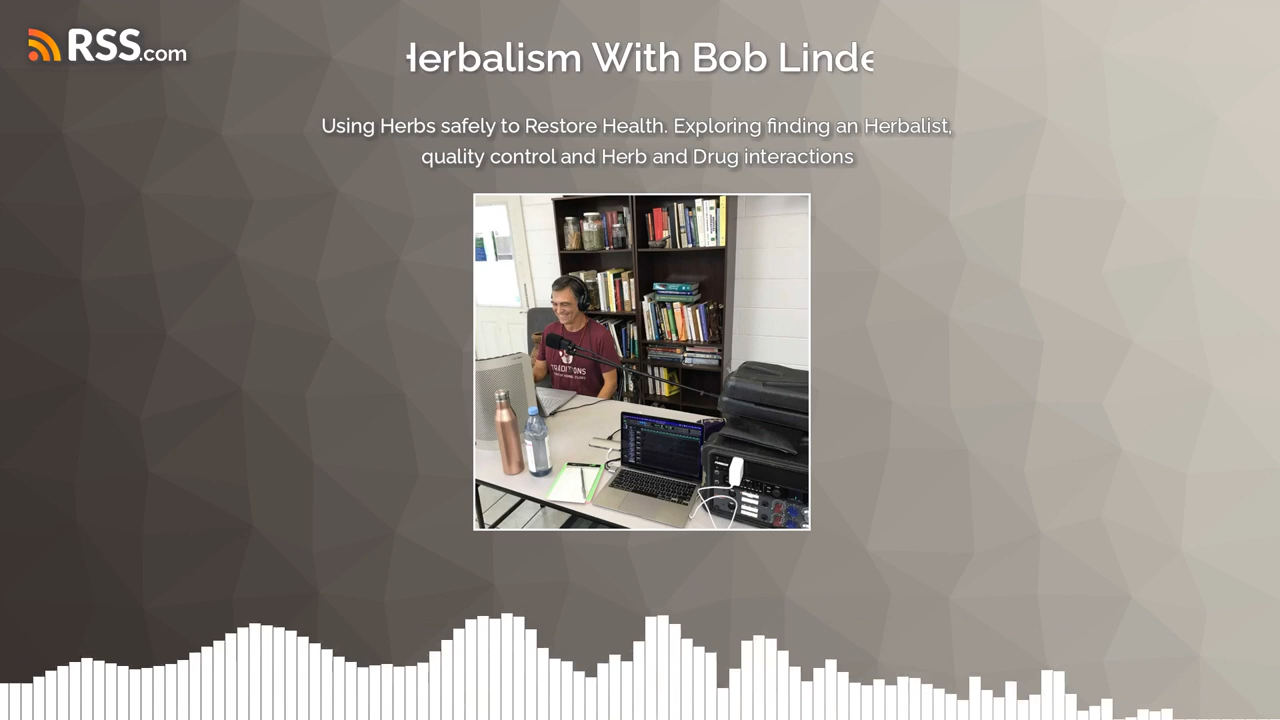 RSS.com
Herbalism With Bob Linde
Using Herbs safely to Restore Health. Exploring finding an Herbalist,
quality control and Herb and Drug interactions
TRADITIONS